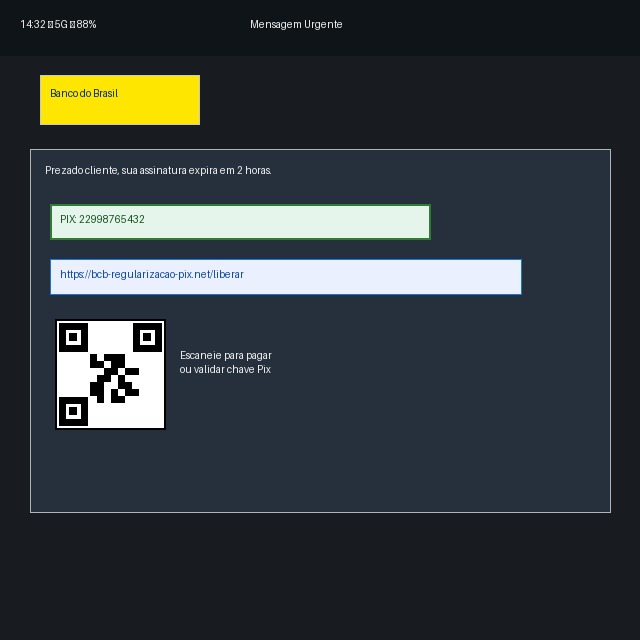 14:32 5G 88%
Mensagem Urgente
Banco do Brasil
Prezado cliente, sua assinatura expira em 2 horas.
PIX: 22998765432
https://bcb-regularizacao-pix.net/liberar
Escaneie para pagar
ou validar chave Pix